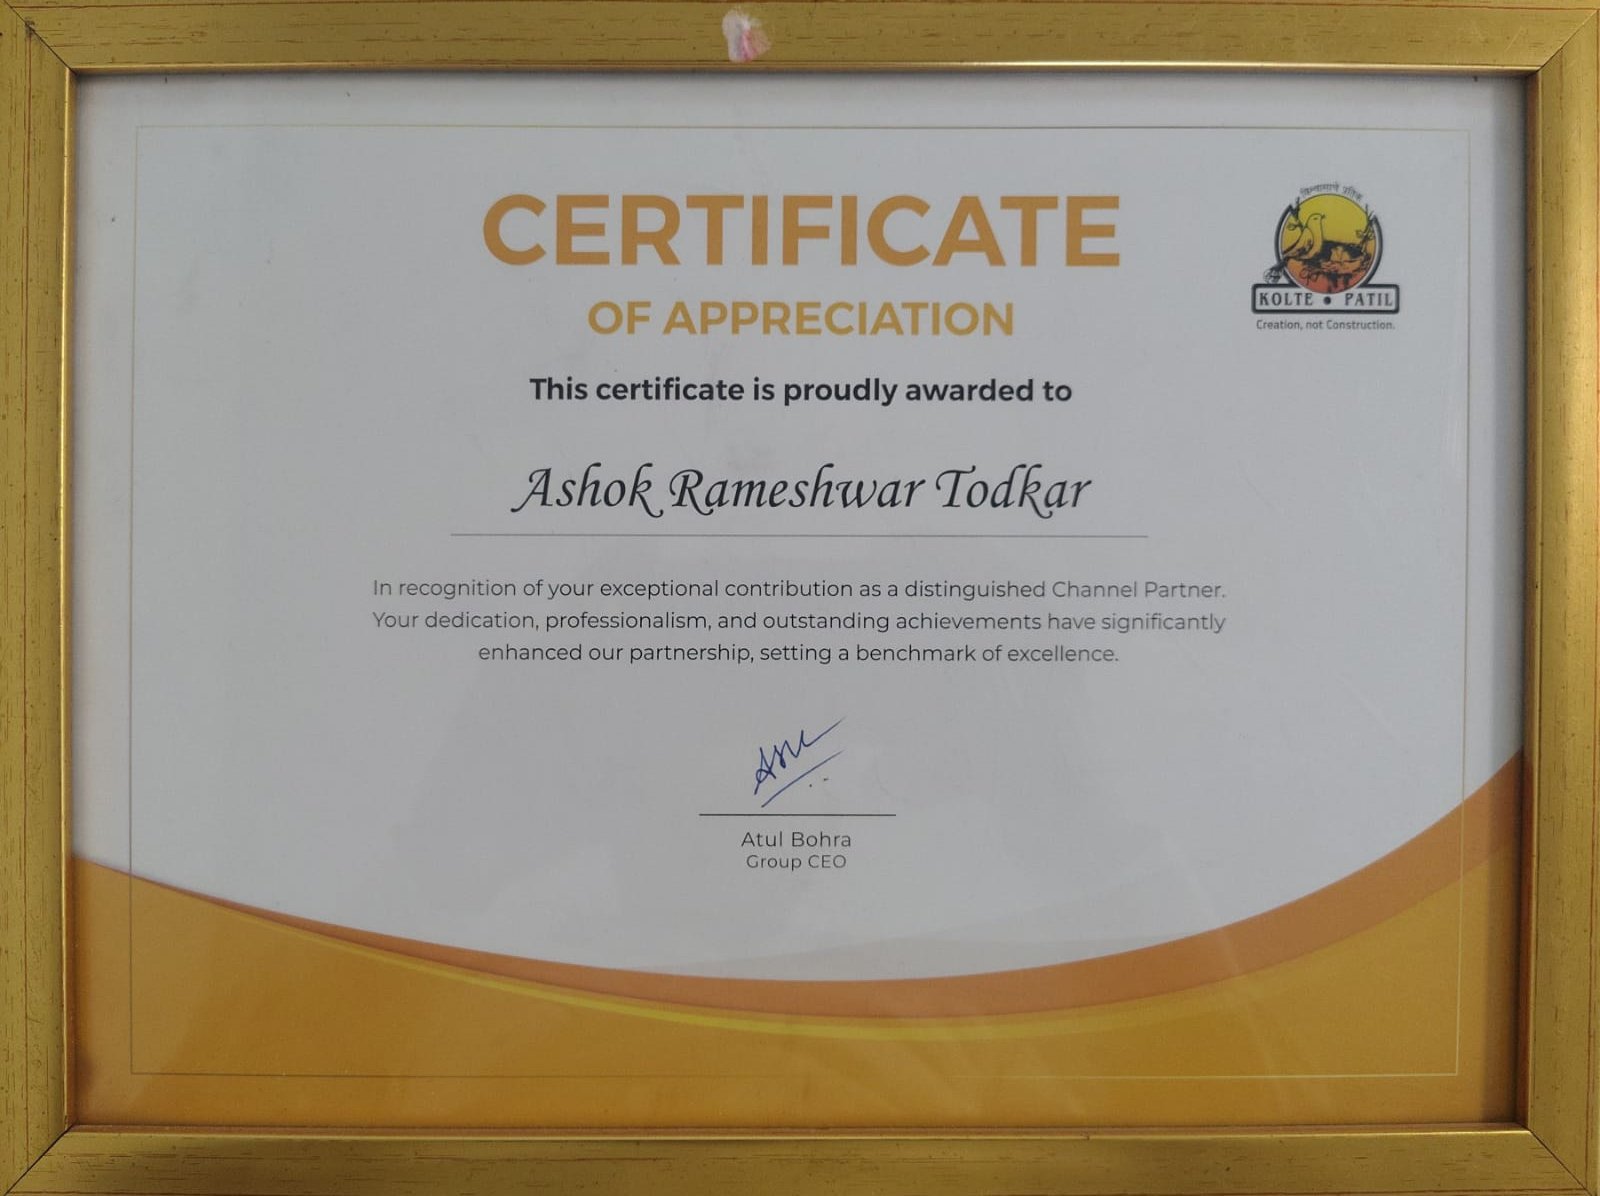 CERTIFICATE
OF APPRECIATION
KOLTE • PATIL
Creation, not Construction.
This certificate is proudly awarded to
Ashok Rameshwar Todkar
In recognition of your exceptional contribution as a distinguished Channel Partner.
Your dedication, professionalism, and outstanding achievements have significantly
enhanced our partnership, setting a benchmark of excellence.
Atul Bohra
Group CEO